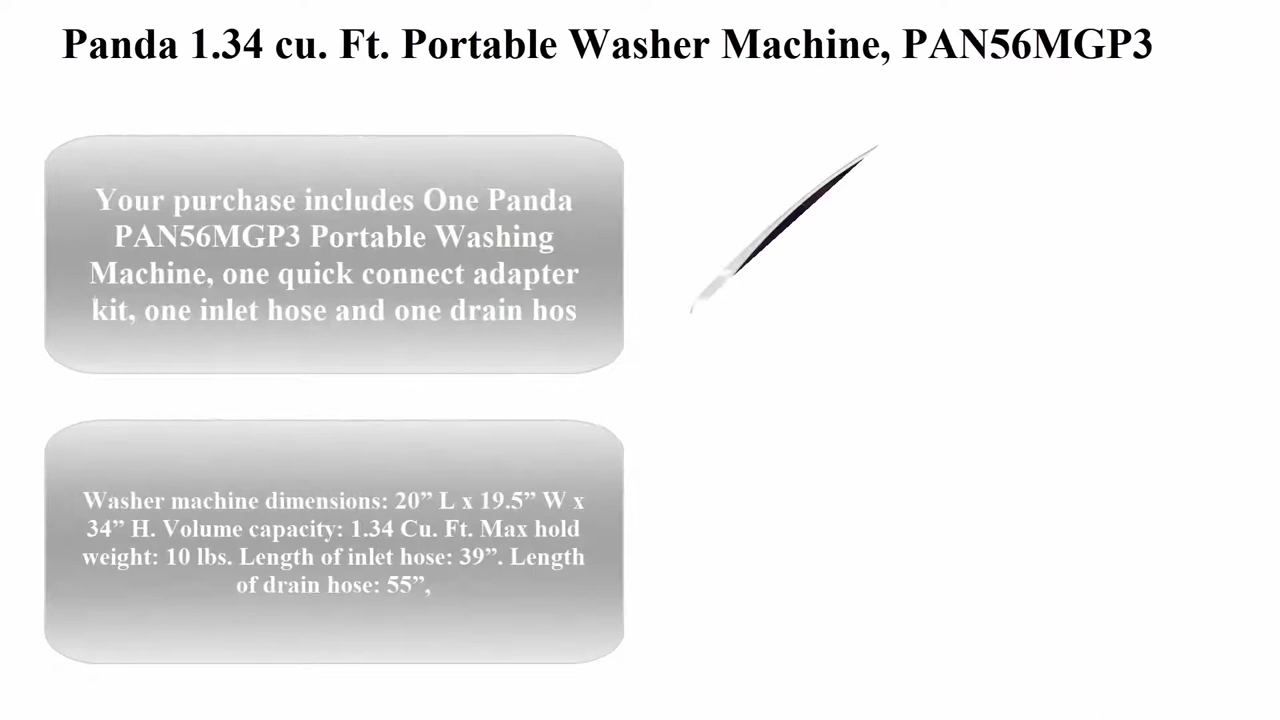 Panda 1.34 cu. Ft. Portable Washer Machine, PAN56MGP3
Your purchase includes One Panda
PAN56MGP3 Portable Washing
Machine, one quick connect adapter
kit, one inlet hose and one drain hos
Washer machine dimensions: 20” L x 19.5” W x
34” H. Volume capacity: 1.34 Cu. Ft. Max hold
weight: 10 lbs. Length of inlet hose: 39”. Length
of drain hose: 55”,